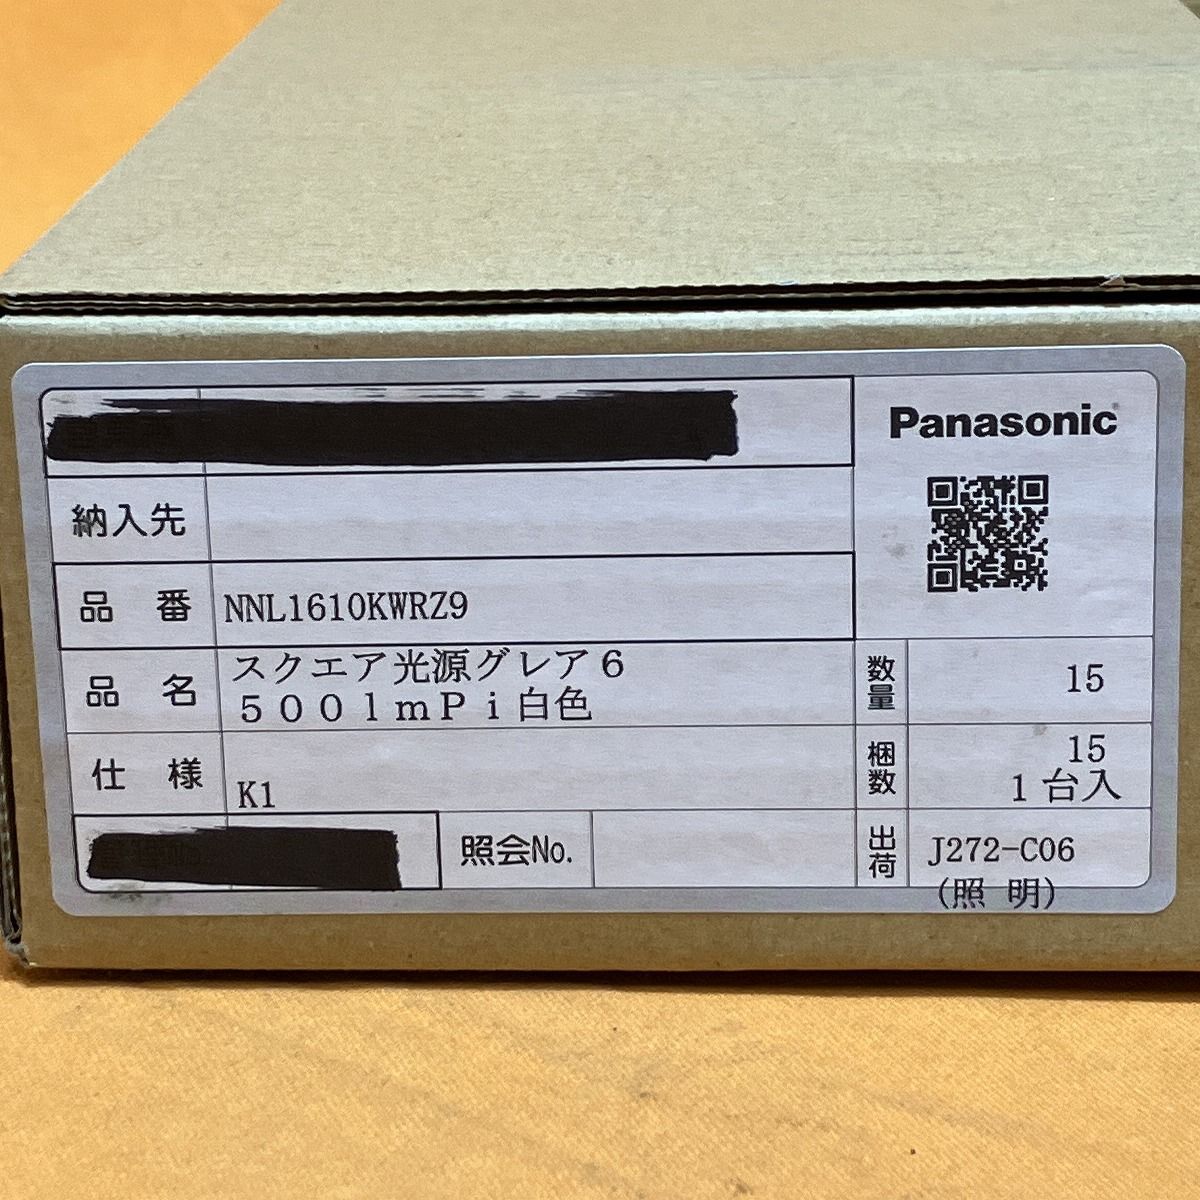 Panasonic
納入先
品 番 NNL1610KWRZ9
品 名 スクエア光源グレア6
500lmPi白色
数量 15
仕 様 K1
梱数 15
1台入
照会No.
出荷 J272-C06
(照 明)